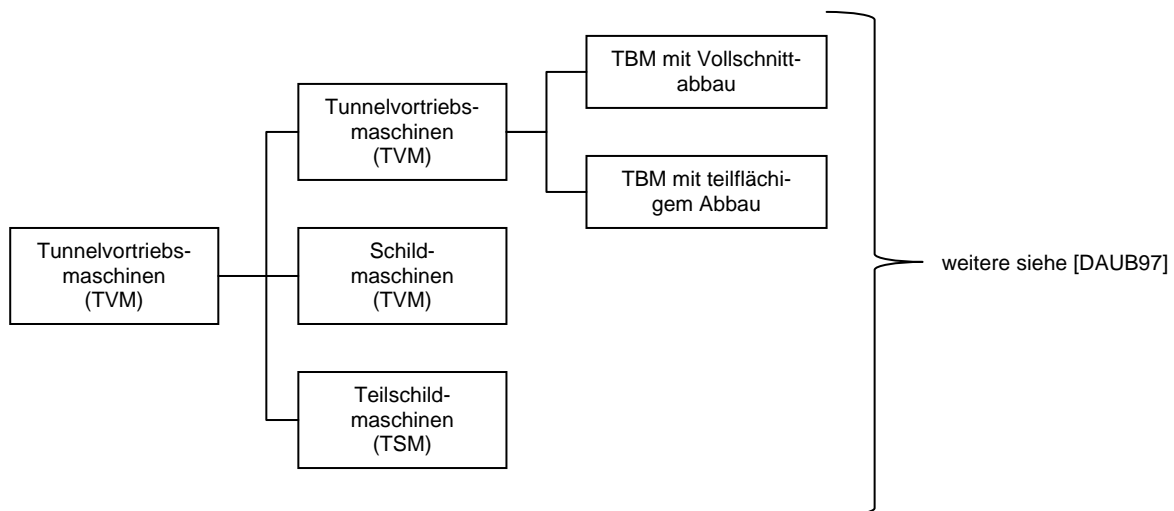 Tunnelvortriebs-
maschinen
(TVM)
Tunnelvortriebs-
maschinen
(TVM)
Schild-
maschinen
(TVM)
Teilschild-
maschinen
(TSM)
TBM mit Vollschnitt-
abbau
TBM mit teilflächi-
gem Abbau
weitere siehe [DAUB97]